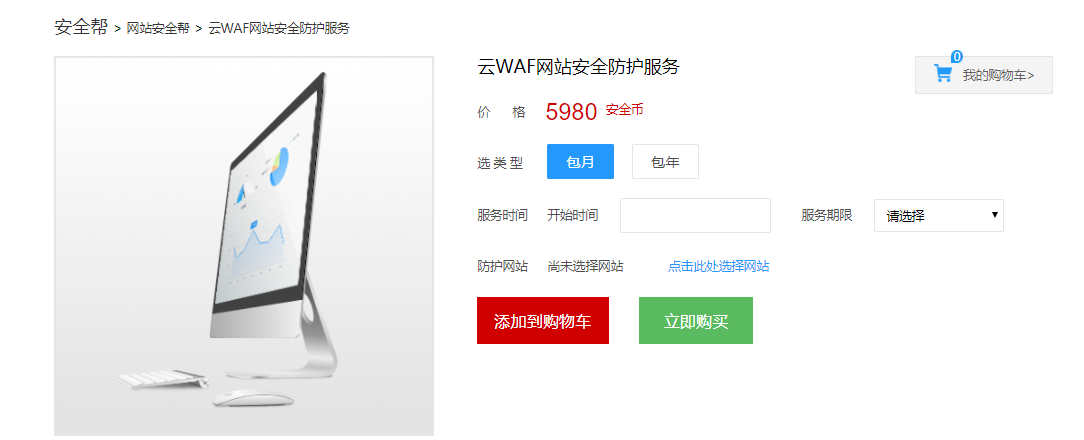 安全帮 > 网站安全帮 > 云WAF网站安全防护服务
云WAF网站安全防护服务
0
我的购物车>
价 格 5980 安全币
选类型 包月 包年
服务时间 开始时间 服务期限 请选择
防护网站 尚未选择网站 点击此处选择网站
添加到购物车 立即购买